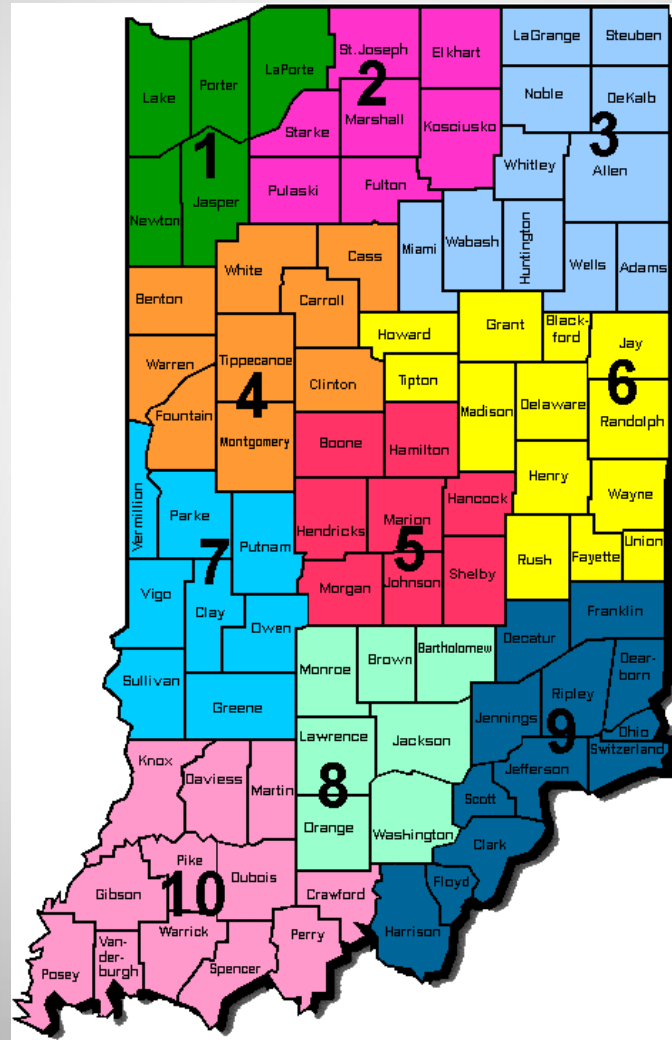 St.Joseph
Elkhart
LaGrange
Steuben
LaPorte
Porter
Lake
2
Noble
DeKalb
Marshall
Kosciusko
Starke
3
1
Whitley
Allen
Pulaski
Fulton
Jasper
Newton
Miami
Wabash
Huntington
Wells
Adams
White
Cass
Benton
Carroll
Howard
Grant
Black-
ford
Jay
Warren
Tippecanoe
Clinton
Tipton
6
4
Fountain
Madison
Delaware
Randolph
Montgomery
Boone
Hamilton
Henry
Hancock
Wayne
Vermillion
Parke
Putnam
Hendricks
Marion
5
Union
7
Rush
Fayette
Shelby
Johnson
Morgan
Vigo
Clay
Owen
Franklin
Decatur
Bartholomew
Brown
Monroe
Dear-
born
Sullivan
Greene
Ripley
Jennings
Ohio
9
Switzerland
Lawrence
Jackson
Knox
Daviess
Martin
8
Jefferson
Scott
Orange
Washington
Clark
Pike
Dubois
Gibson
10
Crawford
Floyd
Harrison
Warrick
Perry
Van-
der-
burgh
Posey
Spencer